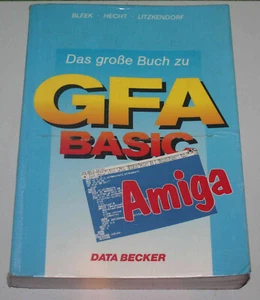 BLEEK · HECHT · LITZKENDORF
Das große Buch zu
GFA
BASIC
Amiga
DATA BECKER